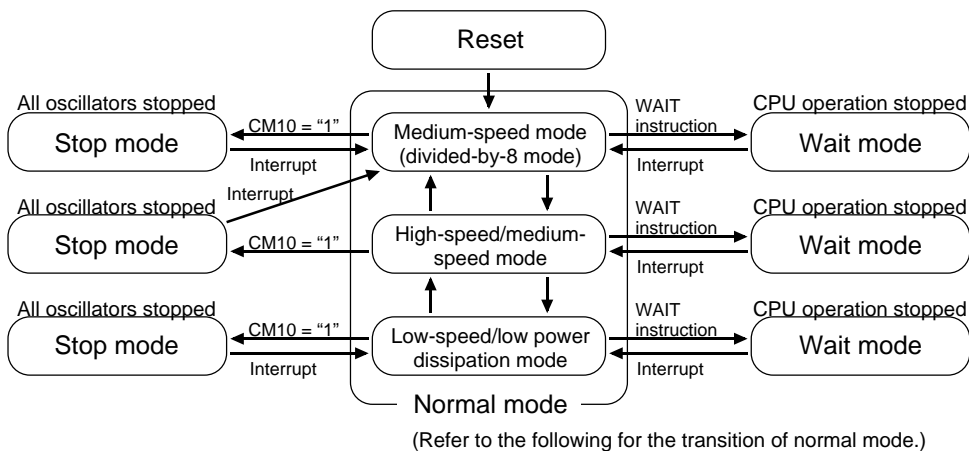 Reset
All oscillators stopped
Stop mode
CM10 = “1”
Interrupt
Medium-speed mode
(divided-by-8 mode)
WAIT
instruction
Interrupt
CPU operation stopped
Wait mode
Interrupt
All oscillators stopped
Stop mode
CM10 = “1”
High-speed/medium-
speed mode
WAIT
instruction
Interrupt
CPU operation stopped
Wait mode
All oscillators stopped
Stop mode
CM10 = “1”
Interrupt
Low-speed/low power
dissipation mode
WAIT
instruction
Interrupt
CPU operation stopped
Wait mode
Normal mode
(Refer to the following for the transition of normal mode.)